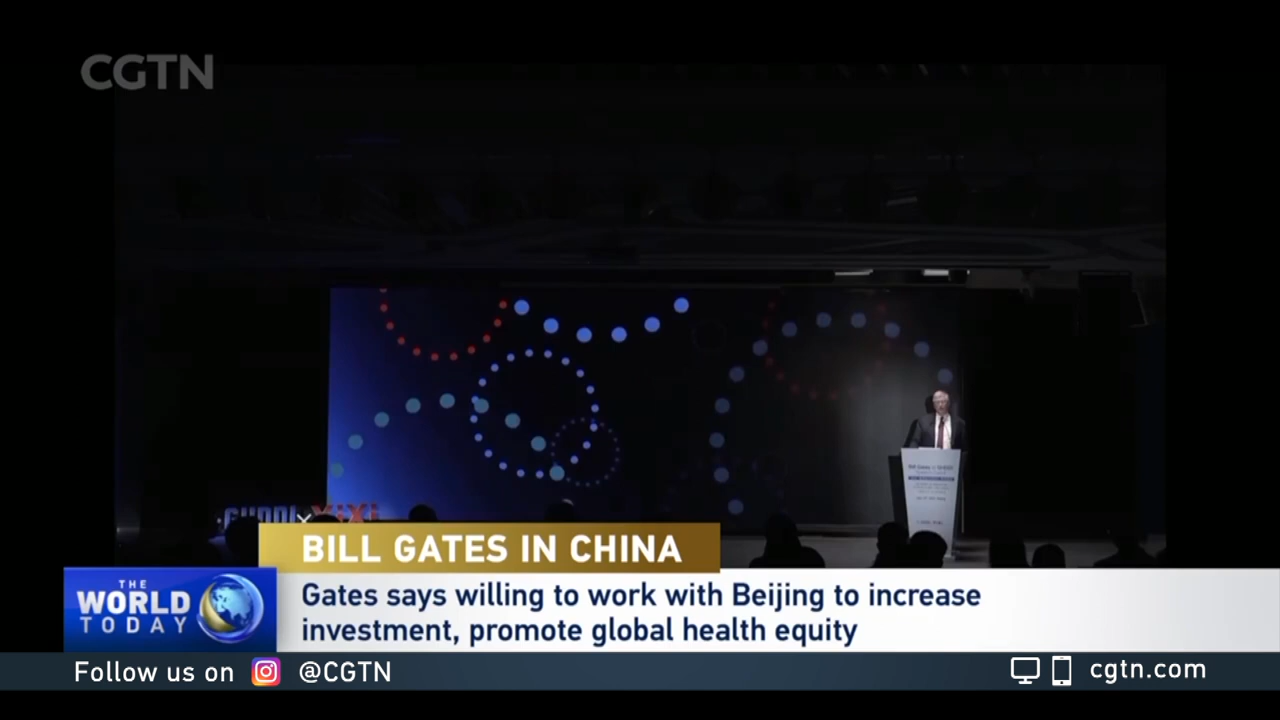 CGTN
BILL GATES IN CHINA
THE
WORLD
TODAY
Gates says willing to work with Beijing to increase
investment, promote global health equity
Follow us on @CGTN
cgtn.com